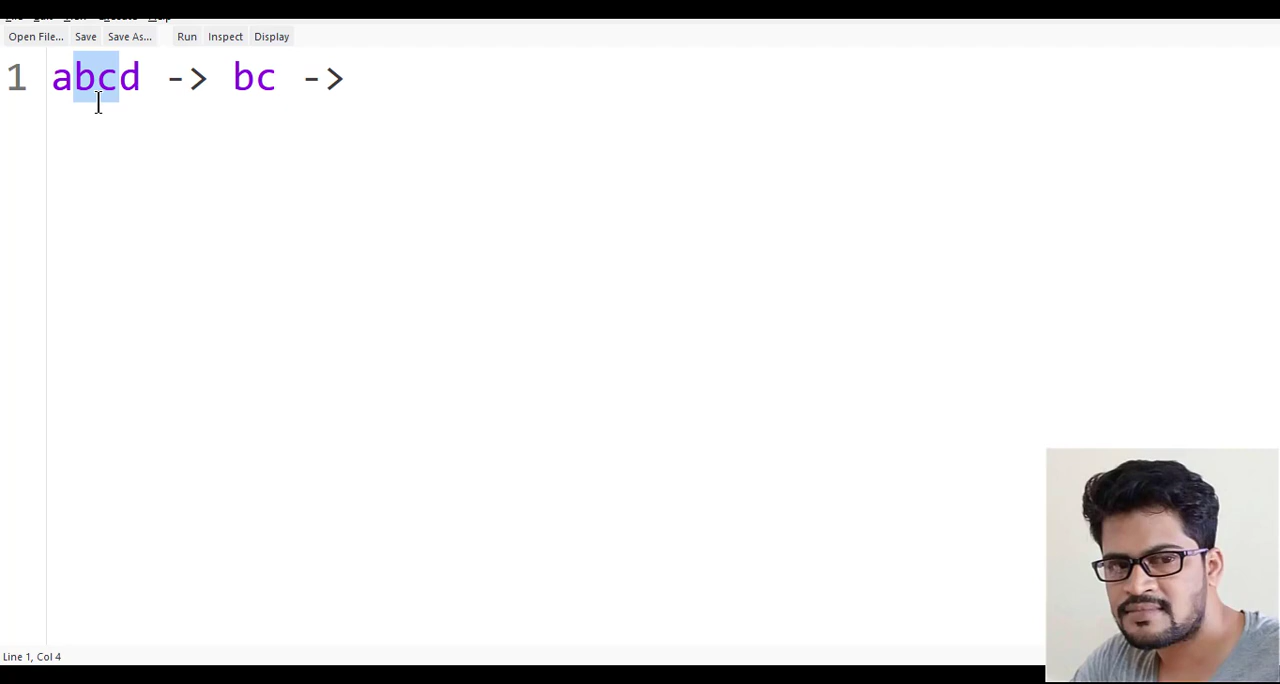 Open File... Save Save As... Run Inspect Display
1 abcd -> bc ->
Line 1, Col 4